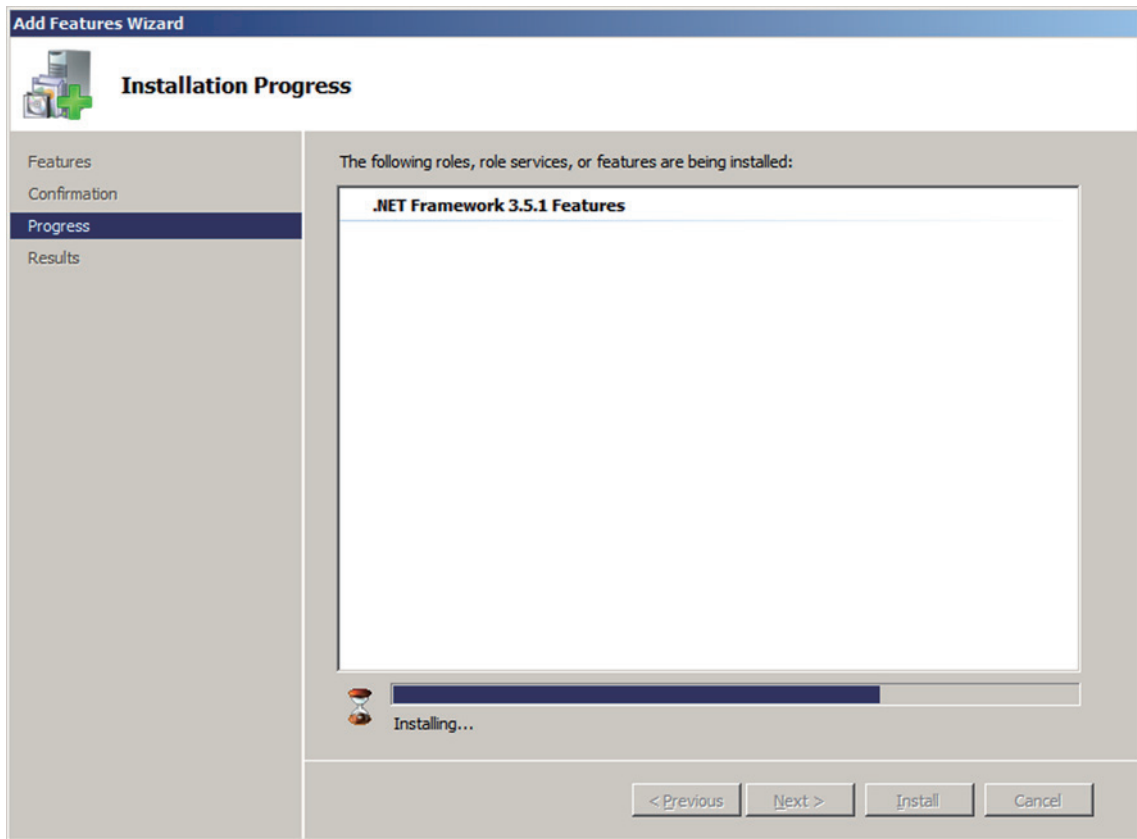 Add Features Wizard
Installation Progress
Features
Confirmation
Progress
Results
The following roles, role services, or features are being installed:
.NET Framework 3.5.1 Features
Installing...
< Previous
Next >
Install
Cancel